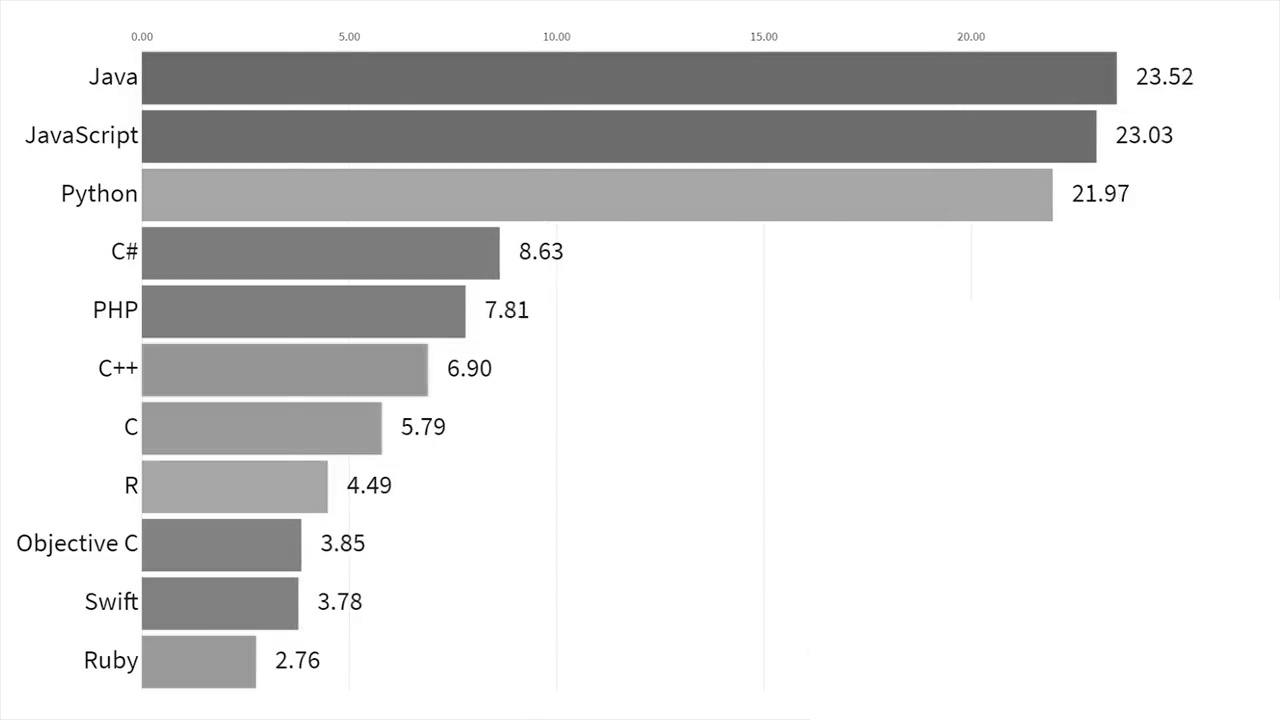 0.00 5.00 10.00 15.00 20.00
Java 23.52
JavaScript 23.03
Python 21.97
C# 8.63
PHP 7.81
C++ 6.90
C 5.79
R 4.49
Objective C 3.85
Swift 3.78
Ruby 2.76